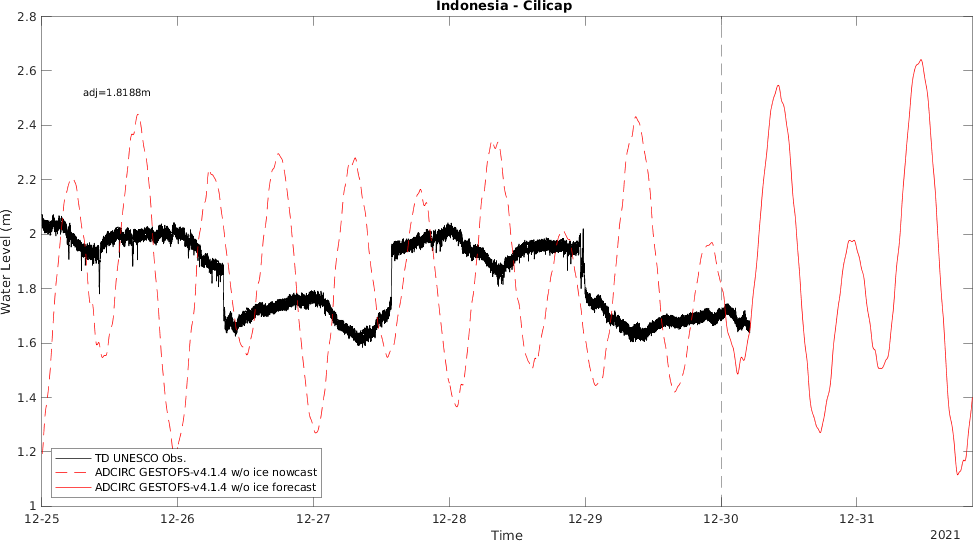 Indonesia - Cilicap
2.8
2.6
2.4
2.2
2
1.8
1.6
1.4
1.2
1
Water Level (m)
adj=1.8188m
TD UNESCO Obs.
ADCIRC GESTOFS-v4.1.4 w/o ice nowcast
ADCIRC GESTOFS-v4.1.4 w/o ice forecast
12-25 12-26 12-27 12-28 12-29 12-30 12-31
Time
2021